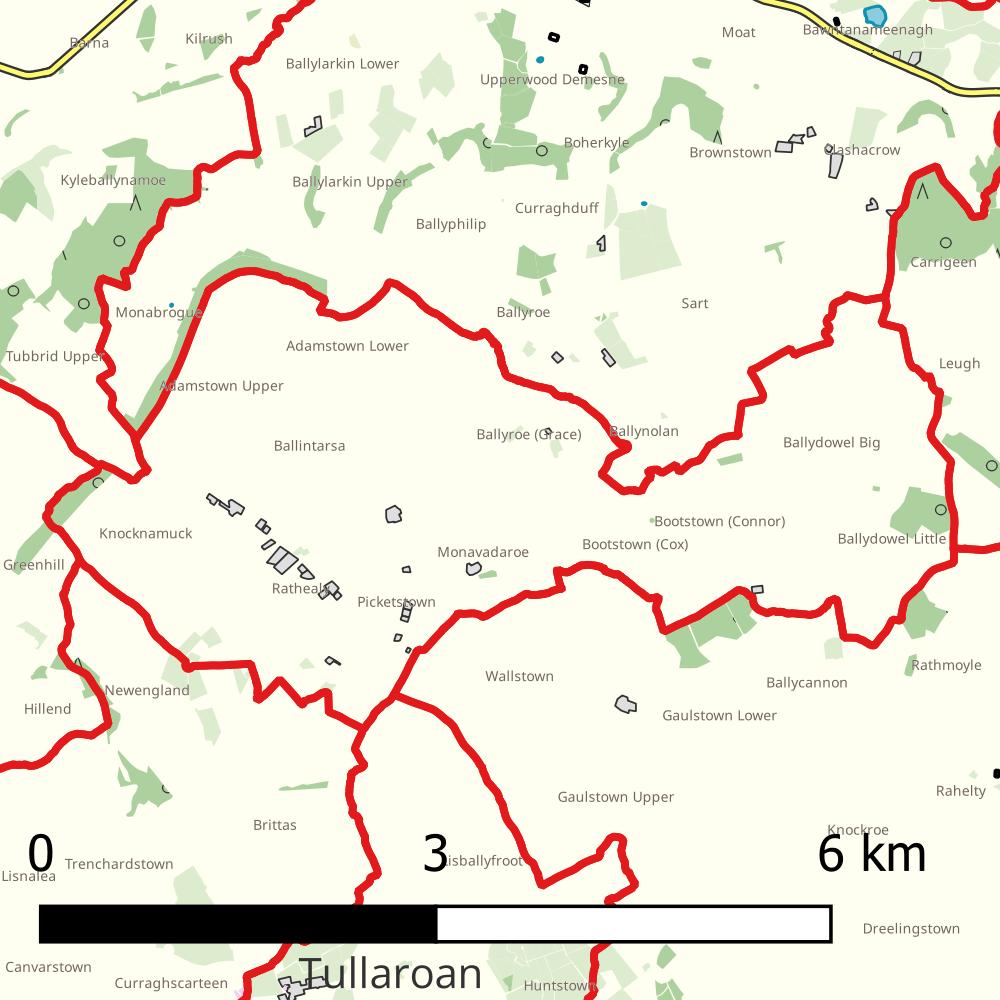 Barna
Kilrush
Moat
Bawntanameenagh
Ballylarkin Lower
Upperwood Demesne
Boherkyle
Brownstown
Clashacrow
Kyleballynamoe
Ballylarkin Upper
Curraghduff
Ballyphilip
Carrigeen
Monabrogue
Ballyroe
Sart
Tubbrid Upper
Adamstown Lower
Leugh
Adamstown Upper
Ballyroe (Grace)
Ballynolan
Ballintarsa
Ballydowel Big
Knocknamuck
Bootstown (Connor)
Ballydowel Little
Bootstown (Cox)
Monavadaroe
Greenhill
Rathealy
Picketstown
Rathmoyle
Wallstown
Ballycannon
Newengland
Hillend
Gaulstown Lower
Rahelty
Gaulstown Upper
Brittas
Knockroe
0 3 6 km
Trenchardstown
Lisballyfroot
Lisnalea
Dreelingstown
Canvarstown
Tullaroan
Curraghscarteen
Huntstown